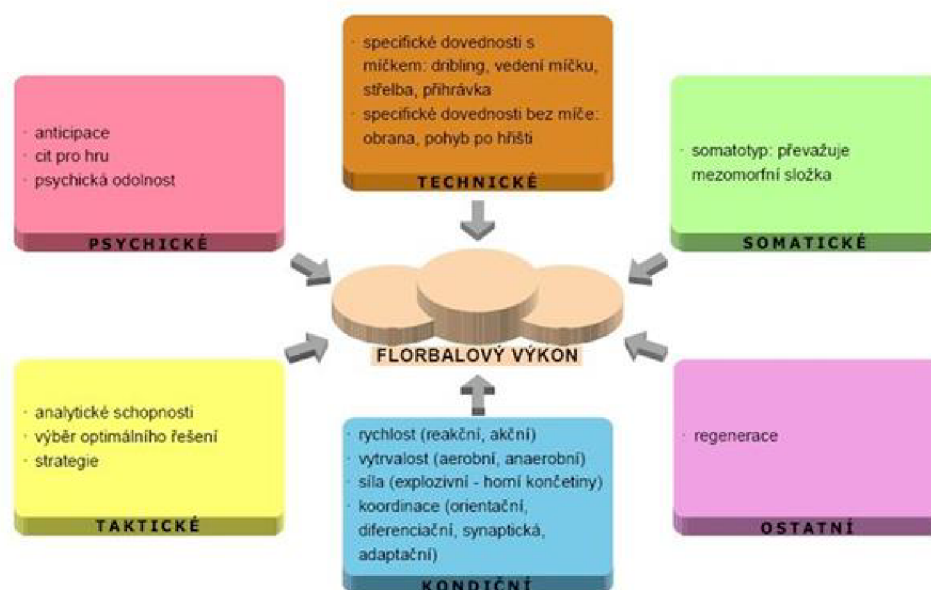 · specifické dovednosti s
míčkem: dribling, vedení míčku,
střelba, přihrávka
· specifické dovednosti bez míče:
obrana, pohyb po hřišti
TECHNICKÉ
· anticipace
· cit pro hru
· psychická odolnost
PSYCHICKÉ
· somatotyp: převažuje
mezomorfní složka
SOMATICKÉ
FLORBALOVÝ VÝKON
· analytické schopnosti
· výběr optimálního řešení
· strategie
TAKTICKÉ
· rychlost (reakční, akční)
· vytrvalost (aerobní, anaerobní)
· síla (explozivní - horní končetiny)
· koordinace (orientační,
diferenciační, synaptická,
adaptační)
KONDIČNÍ
· regenerace
OSTATNÍ